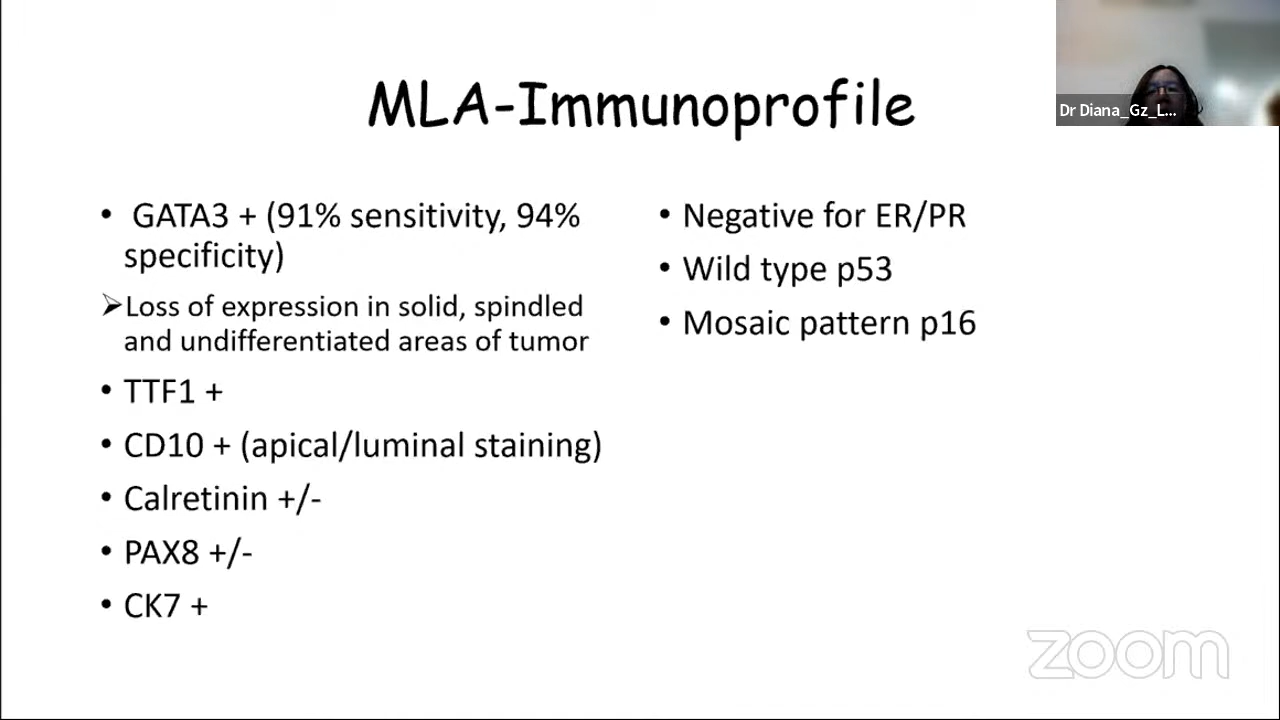 MLA-Immunoprofile
Dr Diana_Gz_L...
• GATA3 + (91% sensitivity, 94%
specificity)
➢Loss of expression in solid, spindled
and undifferentiated areas of tumor
• TTF1 +
• CD10 + (apical/luminal staining)
• Calretinin +/-
• PAX8 +/-
• CK7 +
• Negative for ER/PR
• Wild type p53
• Mosaic pattern p16
zoom